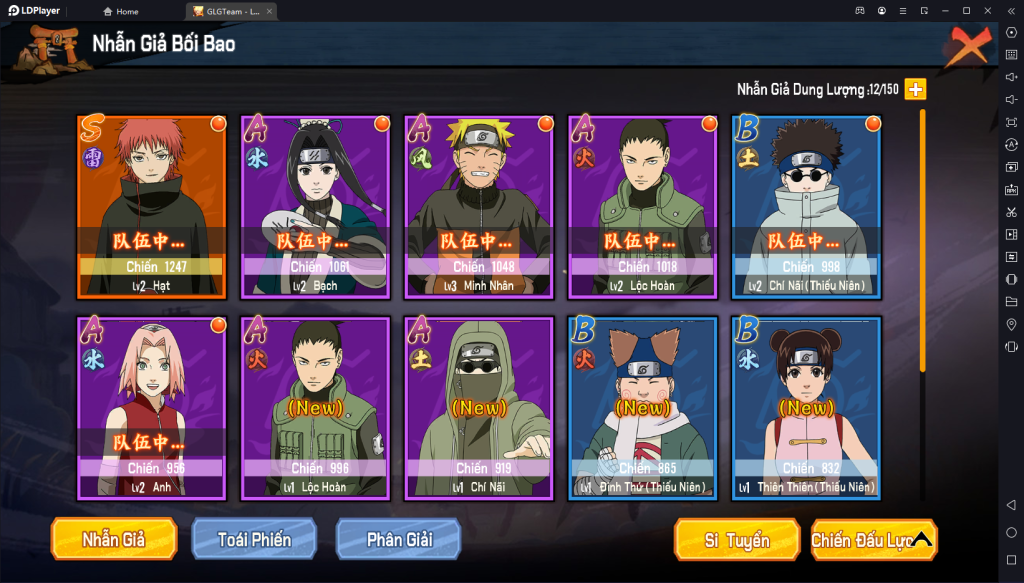 LDPlayer
Home
GLGTeam - L...
Nhẫn Giả Bối Bao
Nhẫn Giả Dung Lượng :12/150
S
雷
队伍中...
Chiến 1247
Lv2 Hạt
A
水
队伍中...
Chiến 1061
Lv2 Bạch
A
风
队伍中...
Chiến 1048
Lv3 Minh Nhân
A
火
队伍中...
Chiến 1018
Lv2 Lộc Hoàn
B
土
队伍中...
Chiến 998
Lv2 Chí Nãi (Thiếu Niên)
A
水
队伍中...
Chiến 956
Lv2 Anh
A
火
(New)
Chiến 996
Lv1 Lộc Hoàn
A
土
(New)
Chiến 919
Lv1 Chí Nãi
B
火
(New)
Chiến 865
Lv1 Đinh Thứ (Thiếu Niên)
B
水
(New)
Chiến 832
Lv1 Thiên Thiên (Thiếu Niên)
Nhẫn Giả
Toái Phiến
Phân Giải
Si Tuyển
Chiến Đấu Lực